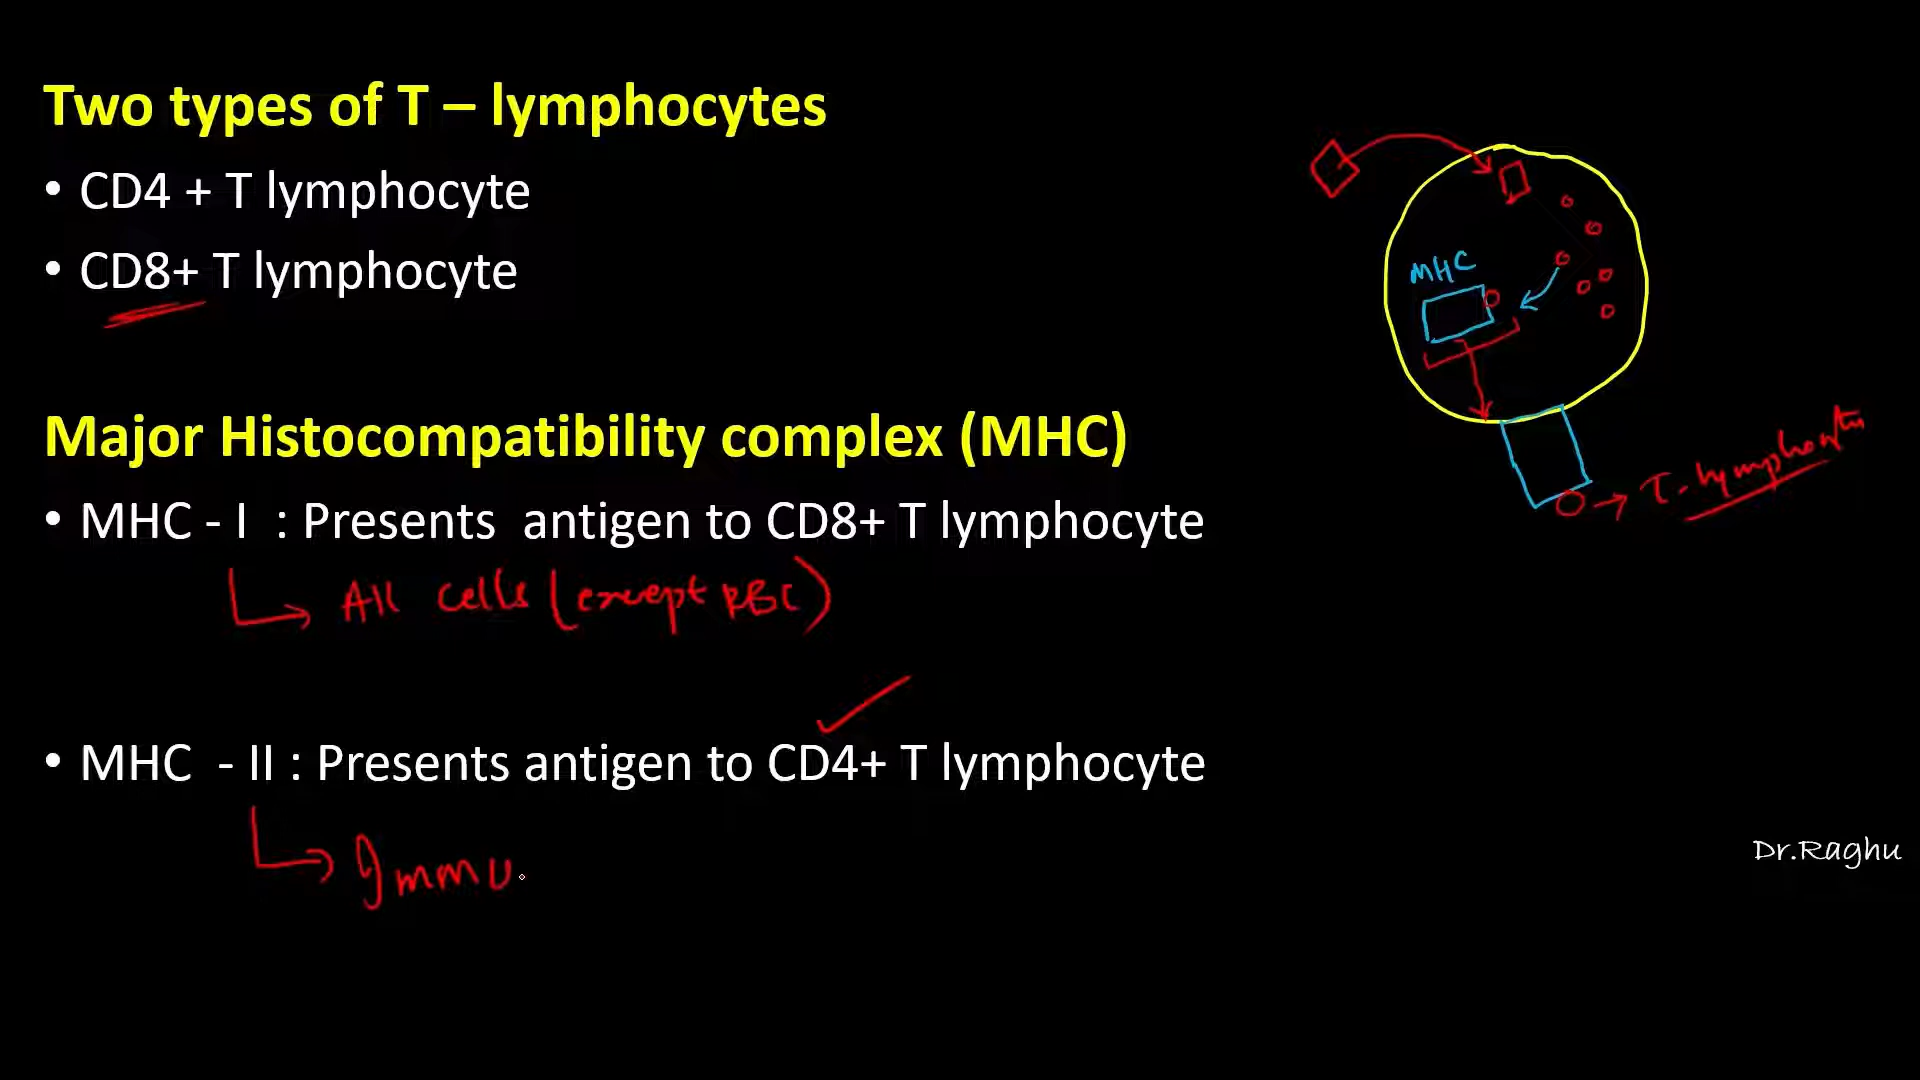 Two types of T – lymphocytes
• CD4 + T lymphocyte
• CD8+ T lymphocyte
MHC
T-lymphocytes
Major Histocompatibility complex (MHC)
• MHC - I : Presents antigen to CD8+ T lymphocyte
All cells (except RBC)
• MHC - II : Presents antigen to CD4+ T lymphocyte
Immu
Dr.Raghu